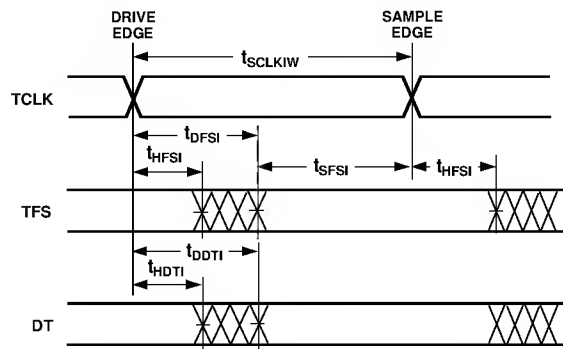 DRIVE EDGE
SAMPLE EDGE
tSCLKIW
TCLK
tDFSI
tHFSI
tSFSI
tHFSI
TFS
tDDTI
tHDTI
DT